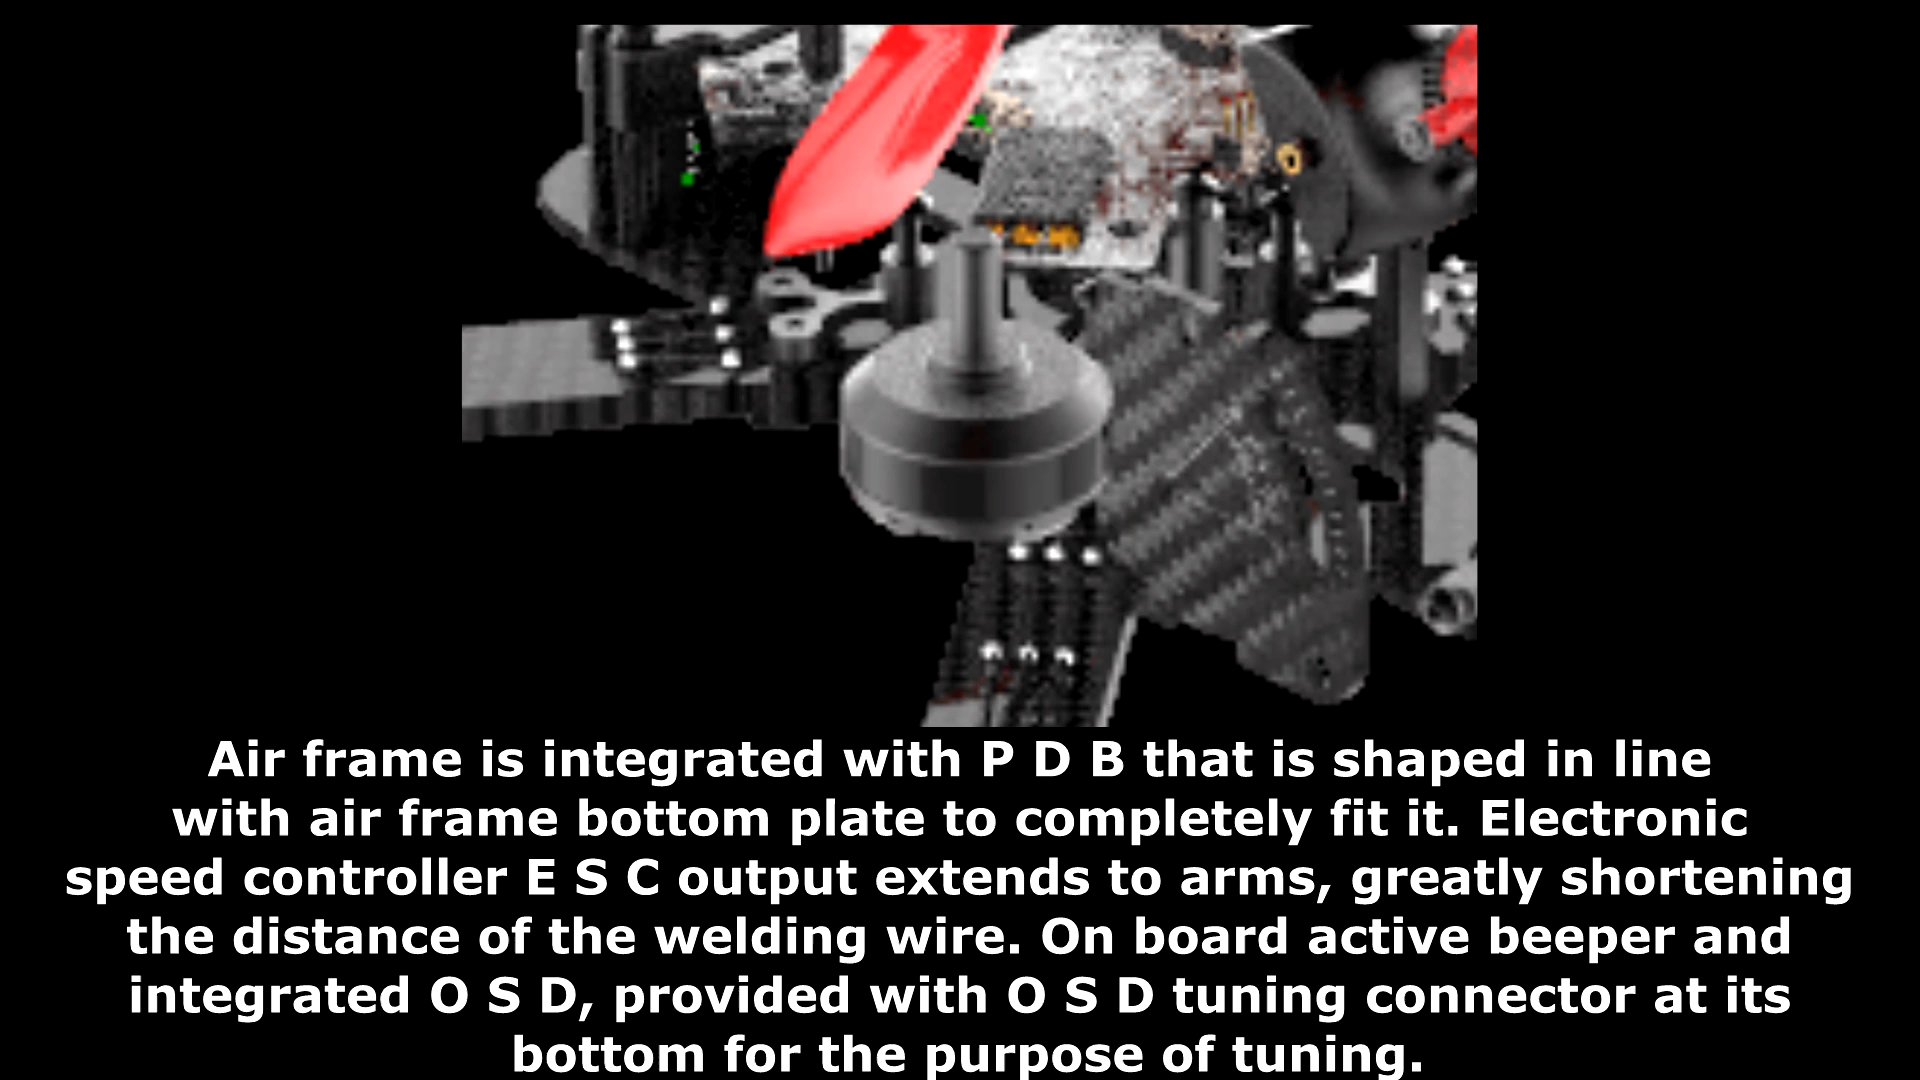 Air frame is integrated with P D B that is shaped in line
with air frame bottom plate to completely fit it. Electronic
speed controller E S C output extends to arms, greatly shortening
the distance of the welding wire. On board active beeper and
integrated O S D, provided with O S D tuning connector at its
bottom for the purpose of tuning.